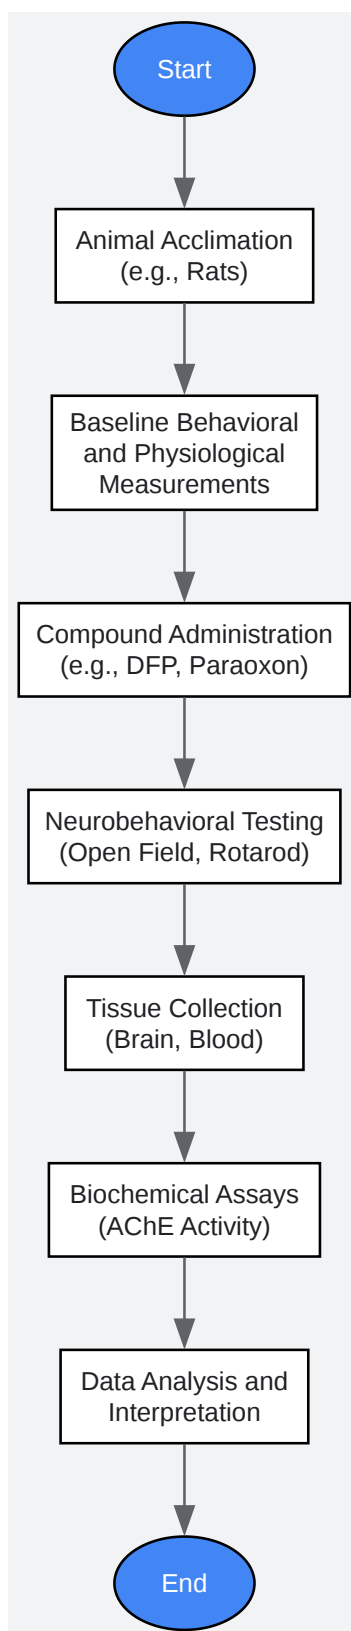 Start
Animal Acclimation
(e.g., Rats)
Baseline Behavioral
and Physiological
Measurements
Compound Administration
(e.g., DFP, Paraoxon)
Neurobehavioral Testing
(Open Field, Rotarod)
Tissue Collection
(Brain, Blood)
Biochemical Assays
(AChE Activity)
Data Analysis and
Interpretation
End